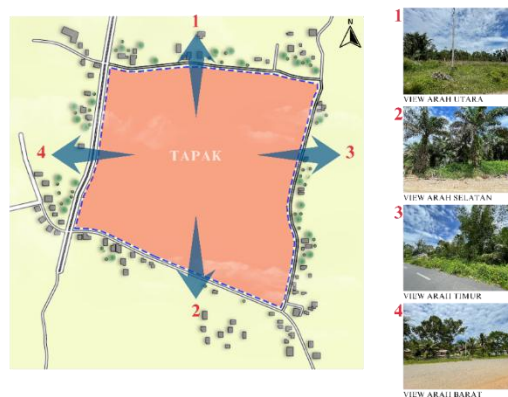 1
N
4
TAPAK
3
2
1
VIEW ARAH UTARA
2
VIEW ARAH SELATAN
3
VIEW ARAH TIMUR
4
VIEW ARAH BARAT